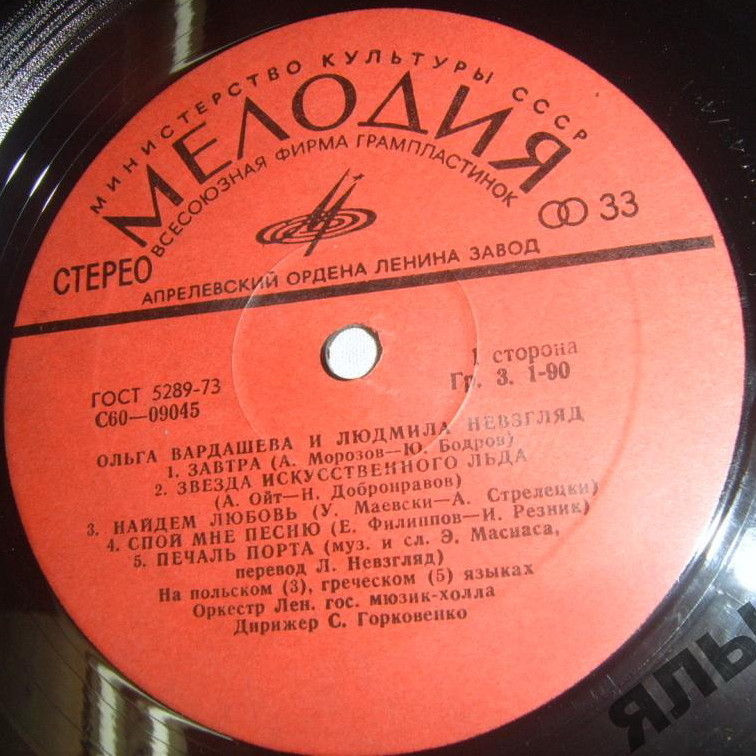 МИНИСТЕРСТВО КУЛЬТУРЫ СССР
МЕЛОДИЯ
ВСЕСОЮЗНАЯ ФИРМА ГРАМПЛАСТИНОК
СТЕРЕО
33
АПРЕЛЕВСКИЙ ОРДЕНА ЛЕНИНА ЗАВОД
ГОСТ 5289-73
С60—09045
1 сторона
Гр. 3. 1-90
ОЛЬГА ВАРДАШЕВА И ЛЮДМИЛА НЕВЗГЛЯД
1. ЗАВТРА (А. Морозов—Ю. Бодров)
2. ЗВЕЗДА ИСКУССТВЕННОГО ЛЬДА
(А. Ойт—Н. Добронравов)
3. НАЙДЕМ ЛЮБОВЬ (У. Маевски—А. Стрелецки)
4. СПОЙ МНЕ ПЕСНЮ (Е. Филиппов—И. Резник)
5. ПЕЧАЛЬ ПОРТА (муз. и сл. Э. Масиаса,
перевод Л. Невзгляд)
На польском (3), греческом (5) языках
Оркестр Лен. гос. мюзик-холла
Дирижер С. Горковенко